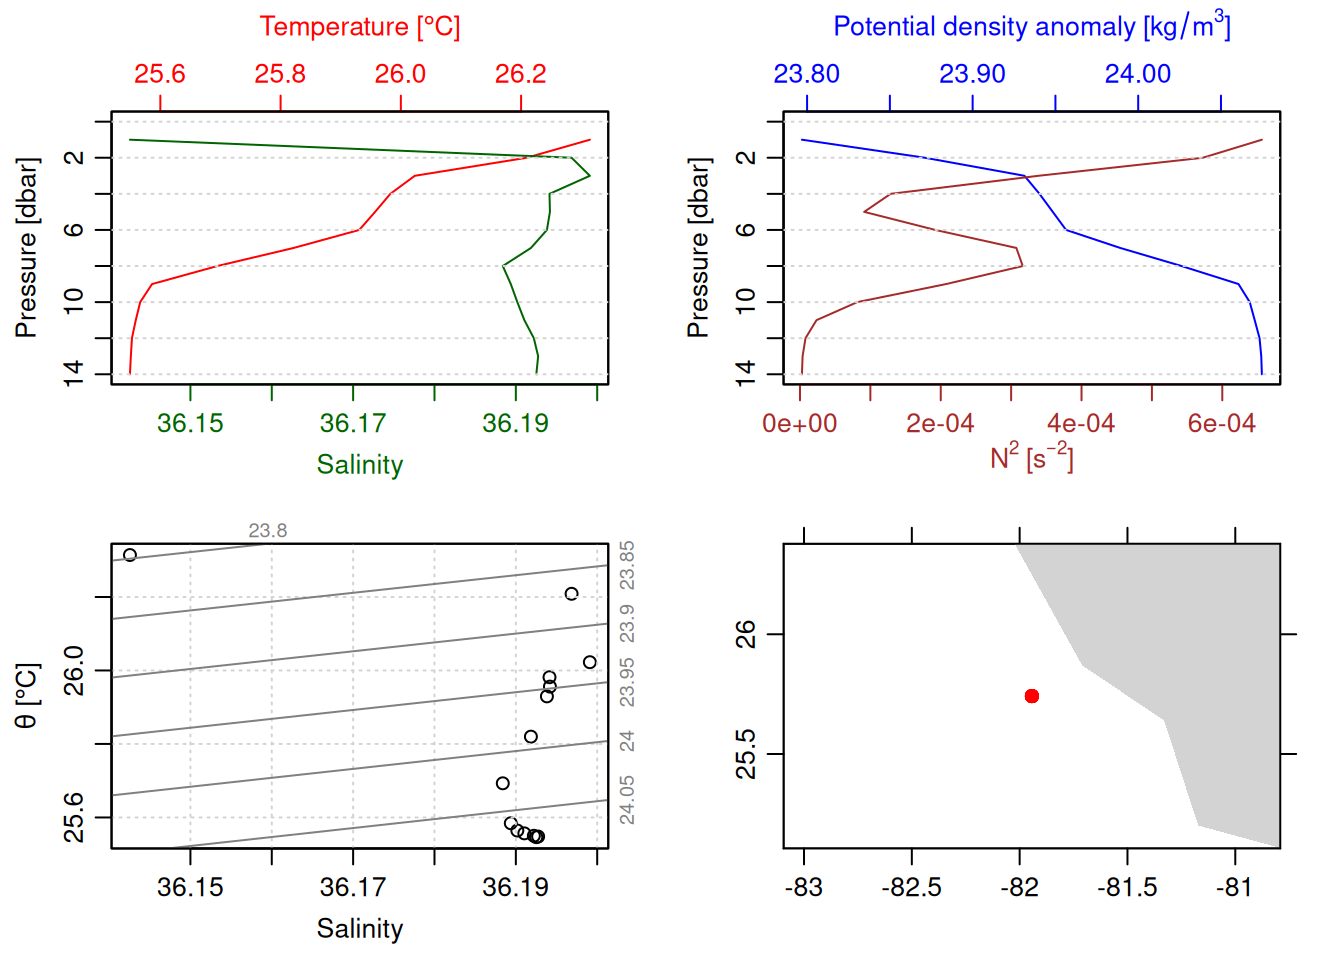 Temperature [°C]
25.6 25.8 26.0 26.2
Pressure [dbar]
2
6
10
14
36.15 36.17 36.19
Salinity
Potential density anomaly [kg/m³]
23.80 23.90 24.00
Pressure [dbar]
2
6
10
14
0e+00 2e-04 4e-04 6e-04
N² [s⁻²]
23.8
23.85
23.9
23.95
24
24.05
θ [°C]
26.0
25.6
36.15 36.17 36.19
Salinity
26
25.5
-83 -82.5 -82 -81.5 -81